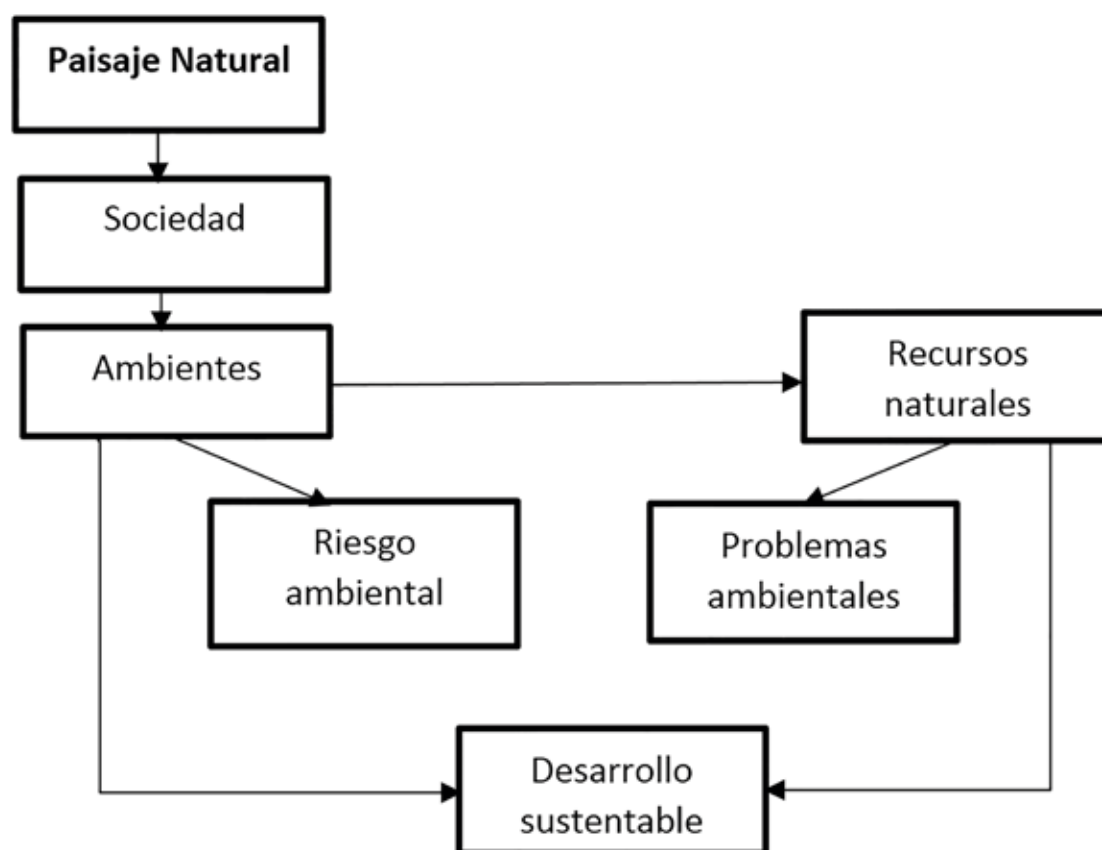 Paisaje Natural
Sociedad
Ambientes
Recursos
naturales
Riesgo
ambiental
Problemas
ambientales
Desarrollo
sustentable